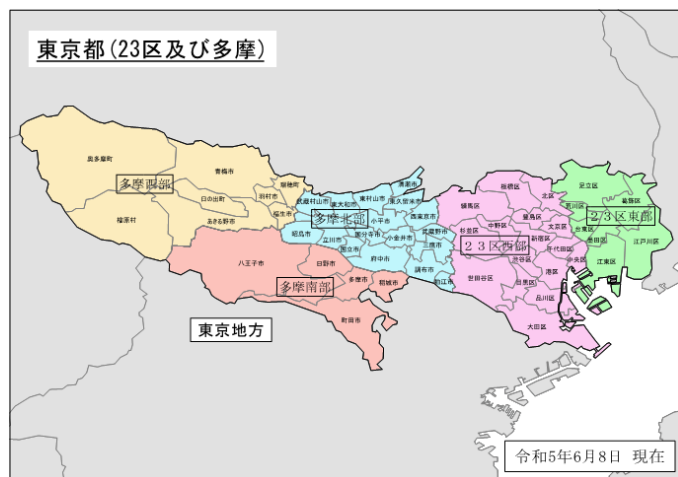 東京都(23区及び多摩)
奥多摩町
青梅市
多摩西部
瑞穂町
日の出町
羽村市
檜原村
あきる野市
福生市
清瀬市
武蔵村山市
東村山市
東大和市
東久留米市
多摩北部
小平市
西東京市
昭島市
立川市
国分寺市
小金井市
武蔵野市
三鷹市
国立市
府中市
調布市
狛江市
八王子市
日野市
多摩南部
多摩市
稲城市
町田市
板橋区
北区
練馬区
豊島区
文京区
中野区
杉並区
新宿区
23区西部
千代田区
渋谷区
中央区
港区
世田谷区
目黒区
品川区
大田区
足立区
葛飾区
荒川区
23区東部
台東区
墨田区
江戸川区
江東区
東京地方
令和5年6月8日 現在